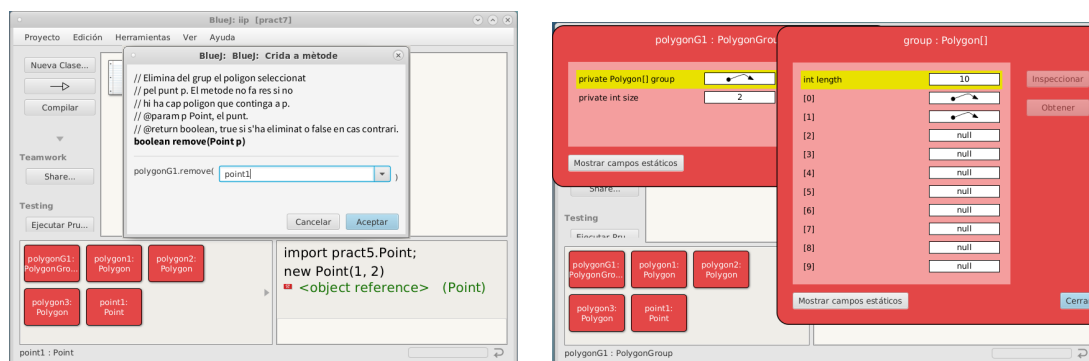 BlueJ: iip [pract7]
Proyecto Edición Herramientas Ver Ayuda
Nueva Clase...
Compilar
Teamwork
Share...
Testing
Ejecutar Pru...
BlueJ: BlueJ: Crida a mètode
// Elimina del grup el poligon seleccionat
// pel punt p. El metode no fa res si no
// hi ha cap poligon que continga a p.
// @param p Point, el punt.
// @return boolean, true si s'ha eliminat o false en cas contrari.
boolean remove(Point p)
polygonG1.remove( point1 )
Cancelar Aceptar
polygonG1:
PolygonGro...
polygon1:
Polygon
polygon2:
Polygon
polygon3:
Polygon
point1:
Point
import pract5.Point;
new Point(1, 2)
<object reference> (Point)
point1 : Point
polygonG1 : PolygonGrou
private Polygon[] group
private int size 2
Mostrar campos estáticos
group : Polygon[]
int length 10
[0]
[1]
[2] null
[3] null
[4] null
[5] null
[6] null
[7] null
[8] null
[9] null
Inspeccionar
Obtener
Mostrar campos estáticos
Cerra
Share...
Testing
Ejecutar Pru
polygonG1:
PolygonGro...
polygon1:
Polygon
polygon2:
Polygon
polygon3:
Polygon
point1:
Point
polygonG1 : PolygonGroup